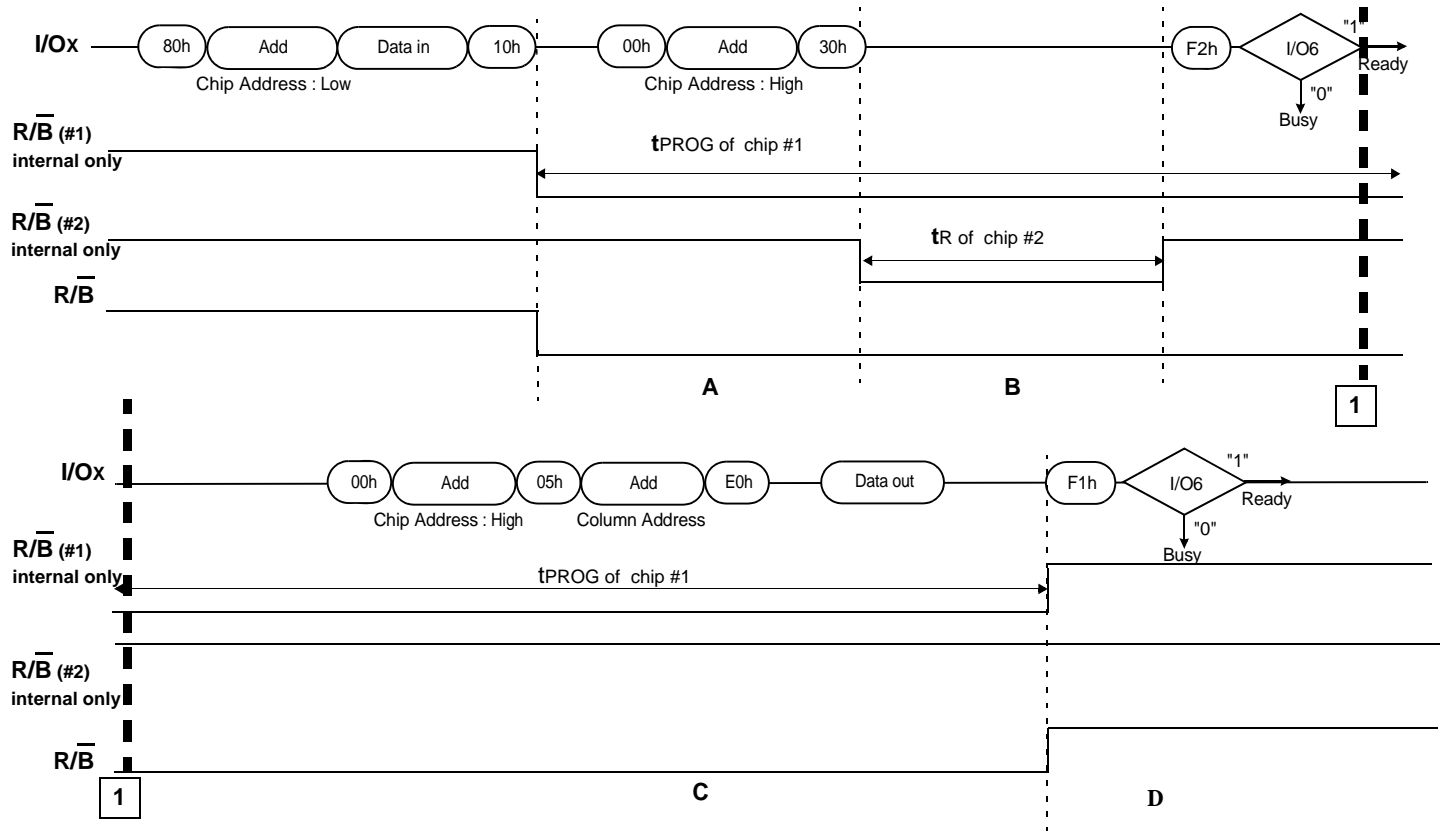 I/Ox 80h Add Data in 10h 00h Add 30h F2h I/O6 "1"
Ready
Chip Address : Low Chip Address : High
"0"
Busy
R/B (#1)
internal only
tPROG of chip #1
R/B (#2)
internal only
tR of chip #2
R/B
A B
1
I/Ox 00h Add 05h Add E0h Data out F1h I/O6 "1"
Ready
Chip Address : High Column Address
"0"
Busy
R/B (#1)
internal only
tPROG of chip #1
R/B (#2)
internal only
R/B
1 C D